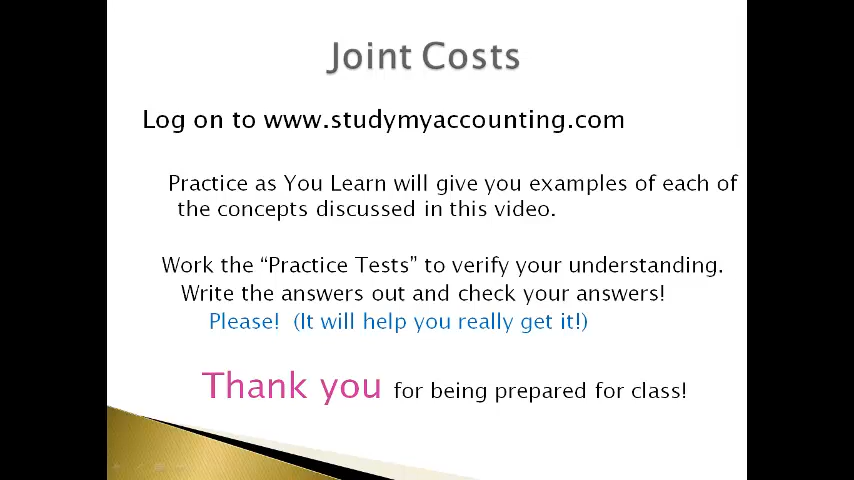 Joint Costs
Log on to www.studymyaccounting.com
Practice as You Learn will give you examples of each of
the concepts discussed in this video.
Work the “Practice Tests” to verify your understanding.
Write the answers out and check your answers!
Please!  (It will help you really get it!)
Thank you for being prepared for class!